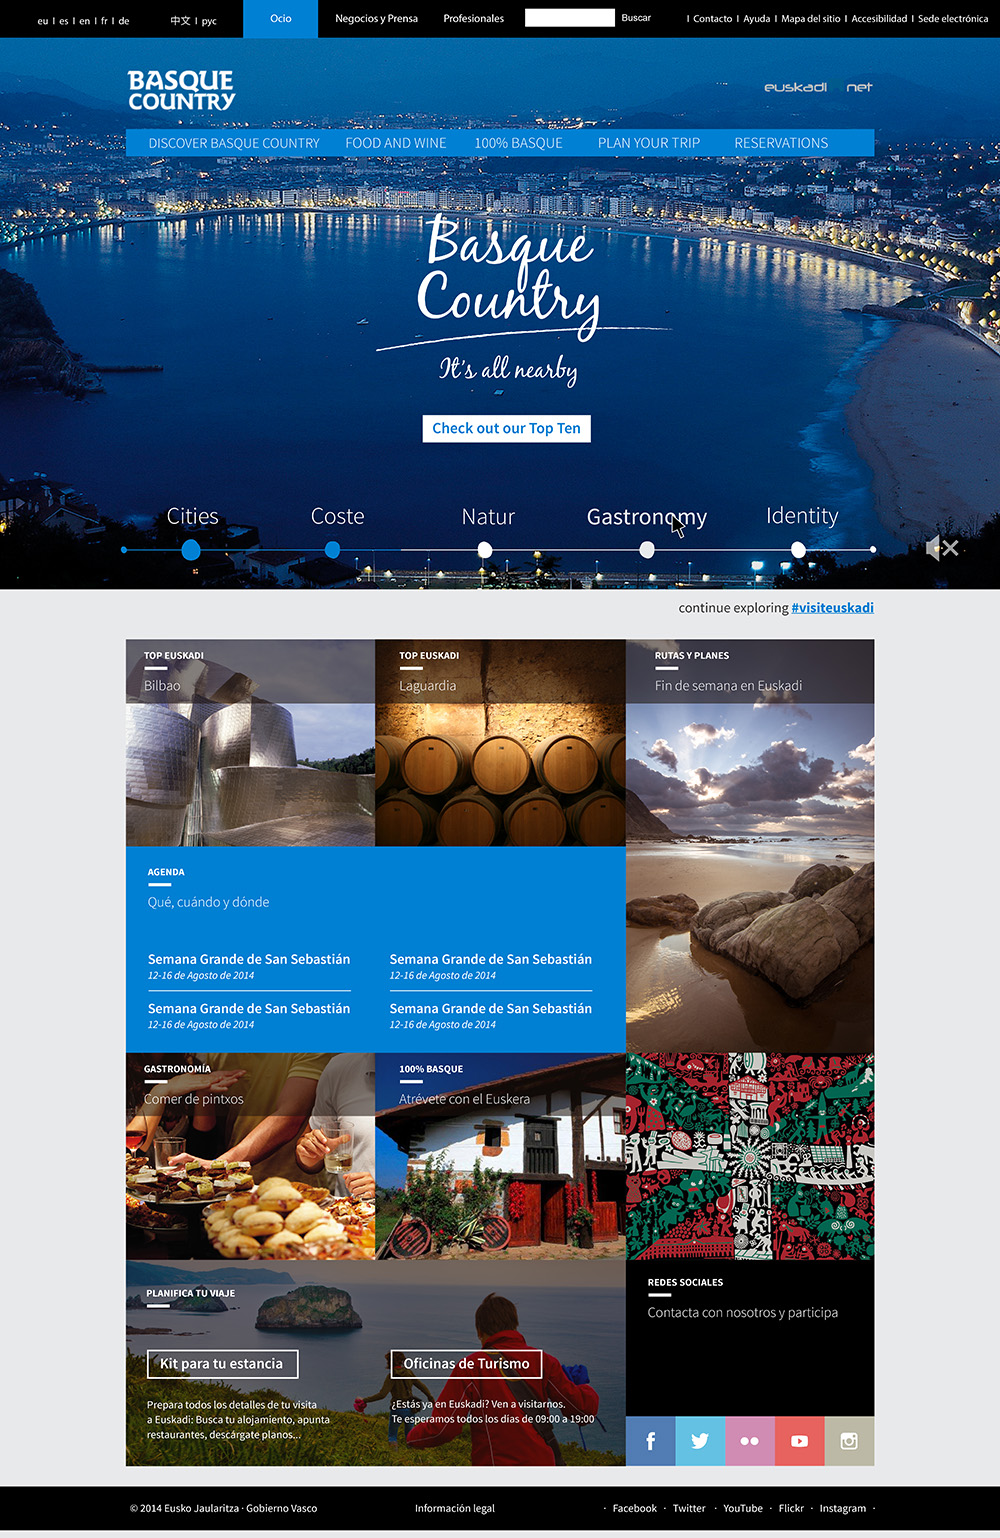 eu I es I en I fr I de
中文 I рус
Ocio
Negocios y Prensa
Profesionales
Buscar
I Contacto I Ayuda I Mapa del sitio I Accesibilidad I Sede electrónica
BASQUE
COUNTRY
euskadi net
DISCOVER BASQUE COUNTRY
FOOD AND WINE
100% BASQUE
PLAN YOUR TRIP
RESERVATIONS
Basque
Country
It's all nearby
Check out our Top Ten
Cities
Coste
Natur
Gastronomy
Identity
continue exploring #visiteuskadi
TOP EUSKADI
Bilbao
TOP EUSKADI
Laguardia
RUTAS Y PLANES
Fin de semana en Euskadi
AGENDA
Qué, cuándo y dónde
Semana Grande de San Sebastián
12-16 de Agosto de 2014
Semana Grande de San Sebastián
12-16 de Agosto de 2014
Semana Grande de San Sebastián
12-16 de Agosto de 2014
Semana Grande de San Sebastián
12-16 de Agosto de 2014
GASTRONOMÍA
Comer de pintxos
100% BASQUE
Atrévete con el Euskera
PLANIFICA TU VIAJE
Kit para tu estancia
Prepara todos los detalles de tu visita
a Euskadi: Busca tu alojamiento, apunta
restaurantes, descárgate planos...
Oficinas de Turismo
¿Estás ya en Euskadi? Ven a visitarnos.
Te esperamos todos los días de 09:00 a 19:00
REDES SOCIALES
Contacta con nosotros y participa
© 2014 Eusko Jaularitza · Gobierno Vasco
Información legal
· Facebook · Twitter · YouTube · Flickr · Instagram ·